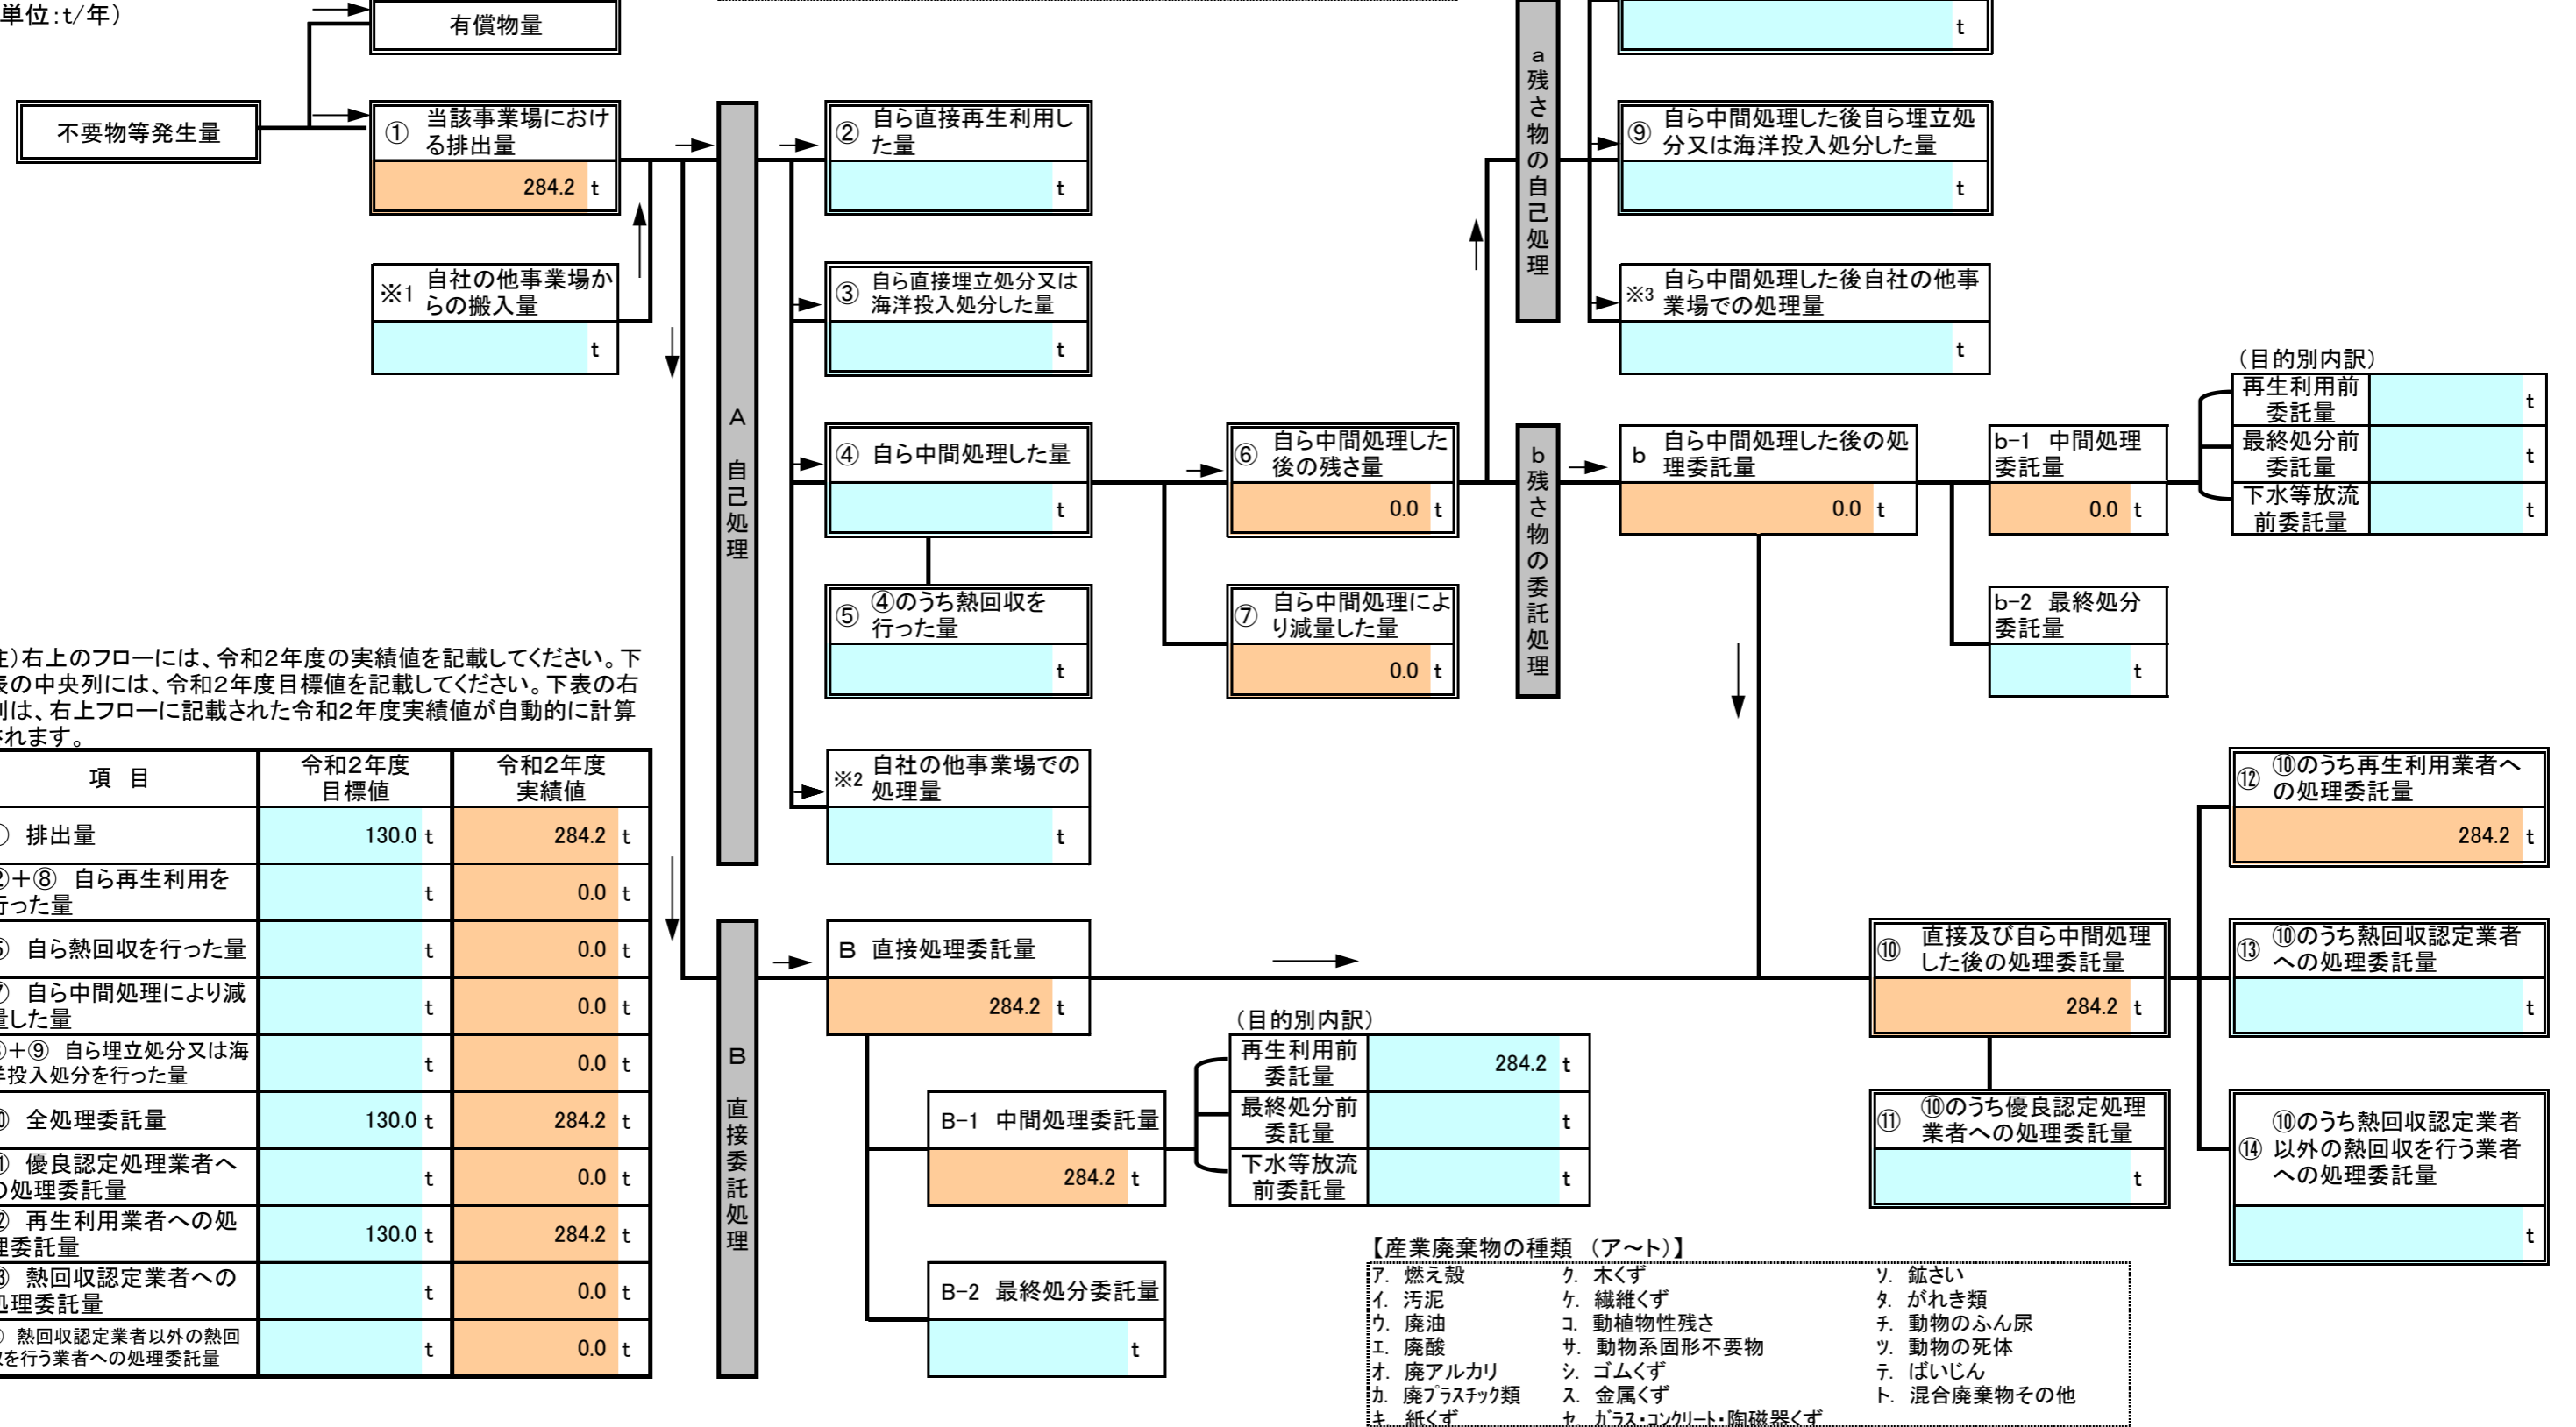 単位:t/年)
有償物量
不要物等発生量
① 当該事業場におけ
る排出量
284.2 t
※1 自社の他事業場か
らの搬入量
t
A 自己処理
② 自ら直接再生利用し
た量
t
③ 自ら直接埋立処分又は
海洋投入処分した量
t
④ 自ら中間処理した量
t
⑤ ④のうち熱回収を
行った量
t
※2 自社の他事業場での
処理量
t
⑥ 自ら中間処理した
後の残さ量
0.0 t
⑦ 自ら中間処理によ
り減量した量
0.0 t
a 残さ物の自己処理
t
⑨ 自ら中間処理した後自ら埋立処
分又は海洋投入処分した量
t
※3 自ら中間処理した後自社の他事
業場での処理量
t
b 残さ物の委託処理
b 自ら中間処理した後の処
理委託量
0.0 t
b-1 中間処理
委託量
0.0 t
b-2 最終処分
委託量
t
(目的別内訳)
再生利用前
委託量
t
最終処分前
委託量
t
下水等放流
前委託量
t
)右上のフローには、令和2年度の実績値を記載してください。下
表の中央列には、令和2年度目標値を記載してください。下表の右
列は、右上フローに記載された令和2年度実績値が自動的に計算
されます。
項 目 令和2年度
目標値 令和2年度
実績値
排出量 130.0 t 284.2 t
②+⑧ 自ら再生利用を
行った量 t 0.0 t
⑤ 自ら熱回収を行った量 t 0.0 t
⑦ 自ら中間処理により減
量した量 t 0.0 t
③+⑨ 自ら埋立処分又は海
洋投入処分を行った量 t 0.0 t
⑩ 全処理委託量 130.0 t 284.2 t
⑪ 優良認定処理業者へ
の処理委託量 t 0.0 t
⑫ 再生利用業者への処
理委託量 130.0 t 284.2 t
⑬ 熱回収認定業者への
処理委託量 t 0.0 t
熱回収認定業者以外の熱回
収を行う業者への処理委託量 t 0.0 t
B 直接委託処理
B 直接処理委託量
284.2 t
B-1 中間処理委託量
284.2 t
B-2 最終処分委託量
t
(目的別内訳)
再生利用前
委託量
284.2 t
最終処分前
委託量
t
下水等放流
前委託量
t
⑩ 直接及び自ら中間処理
した後の処理委託量
284.2 t
⑪ ⑩のうち優良認定処理
業者への処理委託量
t
⑫ ⑩のうち再生利用業者へ
の処理委託量
284.2 t
⑬ ⑩のうち熱回収認定業者
への処理委託量
t
⑭ ⑩のうち熱回収認定業者
以外の熱回収を行う業者
への処理委託量
t
【産業廃棄物の種類 (ア~ト)】
ア. 燃え殻 ク. 木くず ソ. 鉱さい
イ. 汚泥 ケ. 繊維くず タ. がれき類
ウ. 廃油 コ. 動植物性残さ チ. 動物のふん尿
エ. 廃酸 サ. 動物系固形不要物 ツ. 動物の死体
オ. 廃アルカリ シ. ゴムくず テ. ばいじん
カ. 廃プラスチック類 ス. 金属くず ト. 混合廃棄物その他
キ. 紙くず セ. ガラス・コンクリート・陶磁器くず